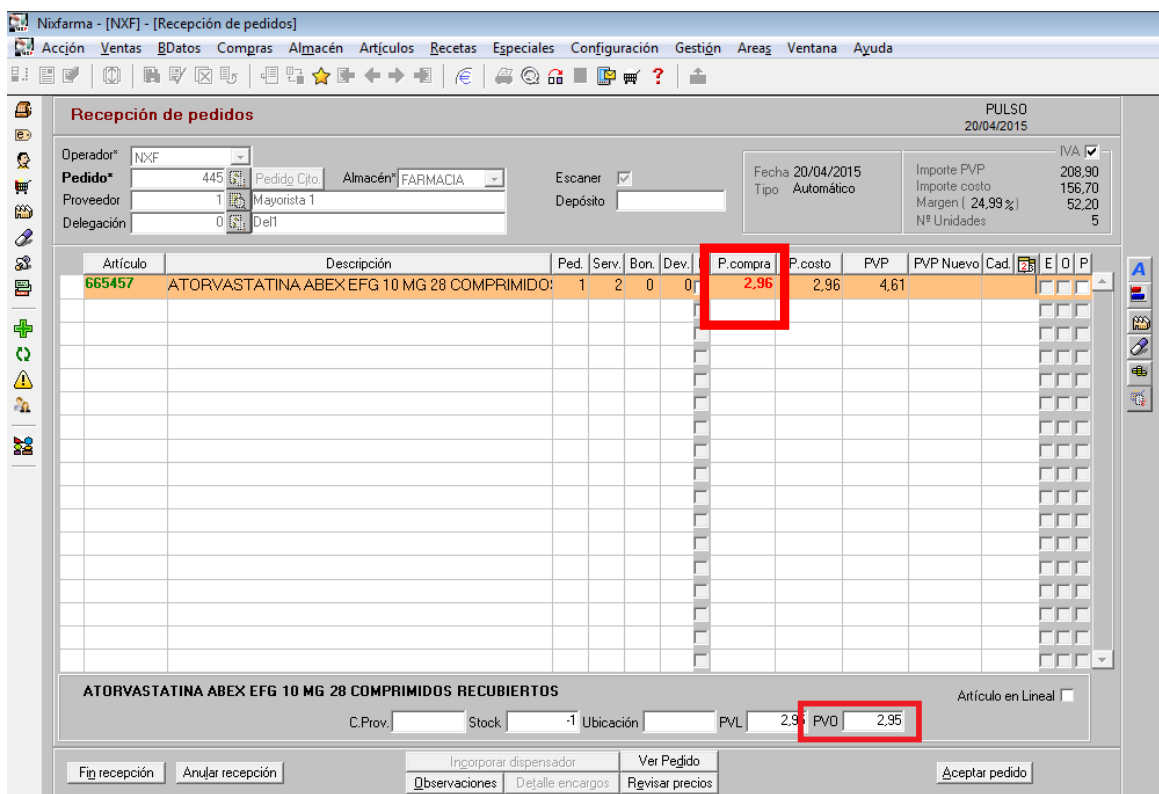 Nixfarma - [NXF] - [Recepción de pedidos]
Acción Ventas BDatos Compras Almacén Artículos Recetas Especiales Configuración Gestión Areas Ventana Ayuda
Recepción de pedidos
PULSO
20/04/2015
Operador* NXF
Pedido* 445 Pedido Cjto. Almacén* FARMACIA Escaner
Proveedor 1 Mayorista 1 Depósito
Delegación 0 Del1
Fecha 20/04/2015
Tipo Automático
IVA
Importe PVP 208,90
Importe costo 156,70
Margen ( 24,99 % ) 52,20
Nº Unidades 5
Artículo Descripción Ped. Serv. Bon. Dev. P.compra P.costo PVP PVP Nuevo Cad. E O P
665457 ATORVASTATINA ABEX EFG 10 MG 28 COMPRIMIDO 1 2 0 0 2,96 2,96 4,61
ATORVASTATINA ABEX EFG 10 MG 28 COMPRIMIDOS RECUBIERTOS
Artículo en Lineal
C.Prov. Stock -1 Ubicación PVL PVO 2,95
Fin recepción Anular recepción Incorporar dispensador Ver Pedido Aceptar pedido
Observaciones Detalle encargos Revisar precios